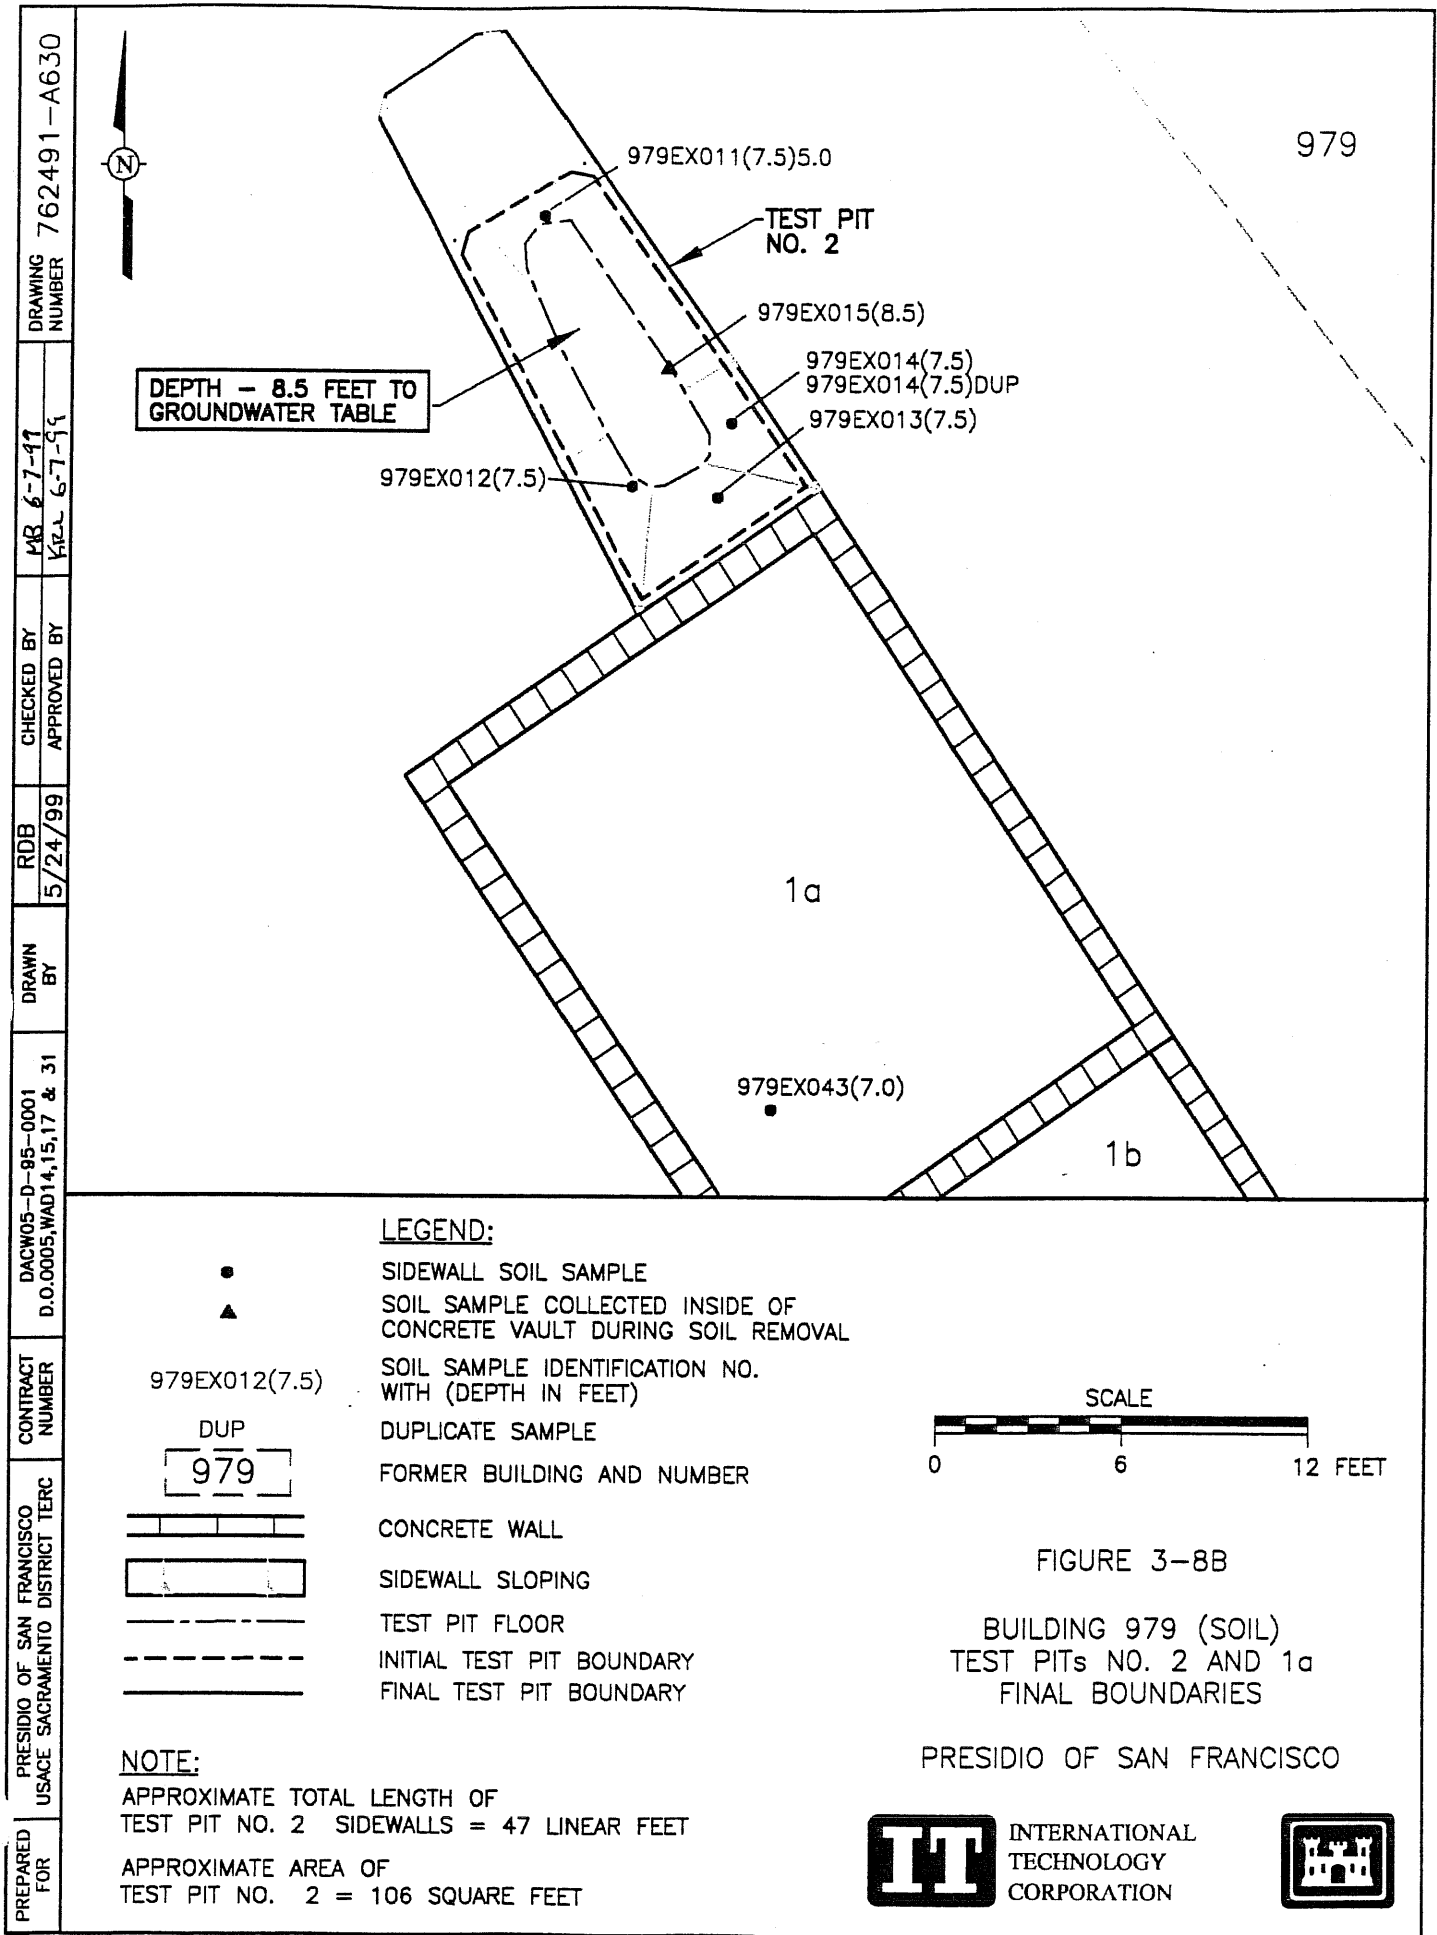 DRAWING
NUMBER 762491-A630
CHECKED BY MB 6-7-99
APPROVED BY KRL 6-7-99
RDB
5/24/99
DRAWN
BY
DACW05-D-95-0001
D.O.0005,WAD14,15,17 & 31
CONTRACT
NUMBER
PRESIDIO OF SAN FRANCISCO
USACE SACRAMENTO DISTRICT TERC
PREPARED
FOR
N
979
979EX011(7.5)5.0
TEST PIT
NO. 2
979EX015(8.5)
979EX014(7.5)
979EX014(7.5)DUP
979EX013(7.5)
DEPTH - 8.5 FEET TO
GROUNDWATER TABLE
979EX012(7.5)
1a
979EX043(7.0)
1b
LEGEND:
SIDEWALL SOIL SAMPLE
SOIL SAMPLE COLLECTED INSIDE OF
CONCRETE VAULT DURING SOIL REMOVAL
979EX012(7.5)
SOIL SAMPLE IDENTIFICATION NO.
WITH (DEPTH IN FEET)
DUP
DUPLICATE SAMPLE
979
FORMER BUILDING AND NUMBER
CONCRETE WALL
SIDEWALL SLOPING
TEST PIT FLOOR
INITIAL TEST PIT BOUNDARY
FINAL TEST PIT BOUNDARY
NOTE:
APPROXIMATE TOTAL LENGTH OF
TEST PIT NO. 2 SIDEWALLS = 47 LINEAR FEET
APPROXIMATE AREA OF
TEST PIT NO. 2 = 106 SQUARE FEET
SCALE
0 6 12 FEET
FIGURE 3-8B
BUILDING 979 (SOIL)
TEST PITs NO. 2 AND 1a
FINAL BOUNDARIES
PRESIDIO OF SAN FRANCISCO
IT
INTERNATIONAL
TECHNOLOGY
CORPORATION